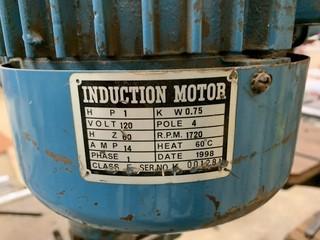 INDUCTION MOTOR
H P 1 K W 0.75
VOLT 120 POLE 4
H Z 60 R.P.M. 1720
A M P 14 HEAT 60°C
PHASE 1 DATE 1998
CLASS E SER.NO.